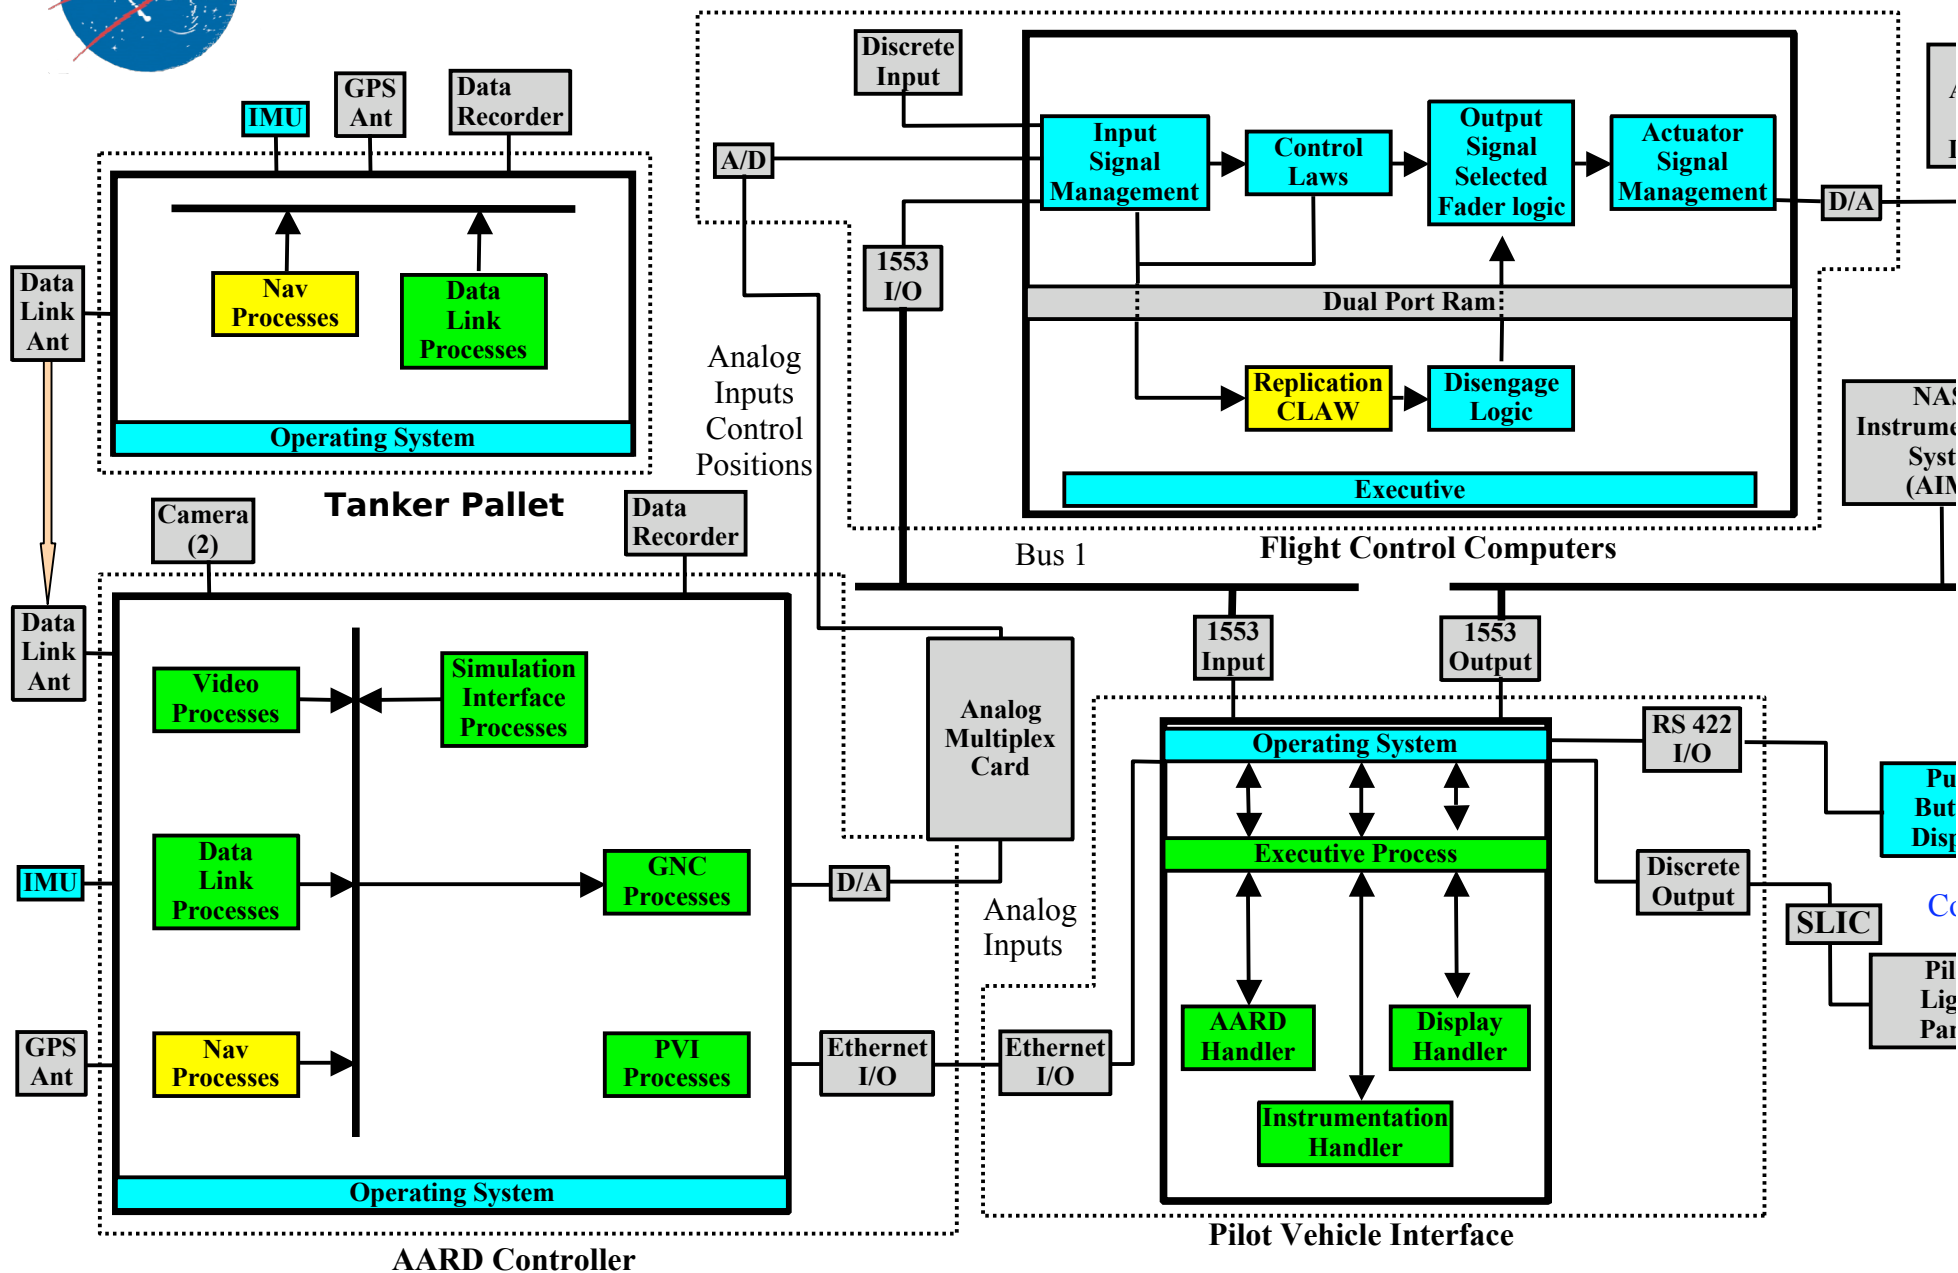 IMU
GPS
Ant
Data
Recorder
Nav
Processes
Data
Link
Processes
Operating System
Tanker Pallet
Data
Link
Ant
Discrete
Input
A/D
1553
I/O
Input
Signal
Management
Control
Laws
Output
Signal
Selected
Fader logic
Actuator
Signal
Management
D/A
Dual Port Ram
Replication
CLAW
Disengage
Logic
Executive
Flight Control Computers
Analog
Inputs
Control
Positions
Bus 1
Camera
(2)
Data
Recorder
Data
Link
Ant
Video
Processes
Simulation
Interface
Processes
Data
Link
Processes
GNC
Processes
IMU
GPS
Ant
Nav
Processes
PVI
Processes
Operating System
AARD Controller
Analog
Multiplex
Card
D/A
Ethernet
I/O
Analog
Inputs
Ethernet
I/O
1553
Input
1553
Output
Operating System
Executive Process
AARD
Handler
Display
Handler
Instrumentation
Handler
Pilot Vehicle Interface
RS 422
I/O
Discrete
Output
SLIC